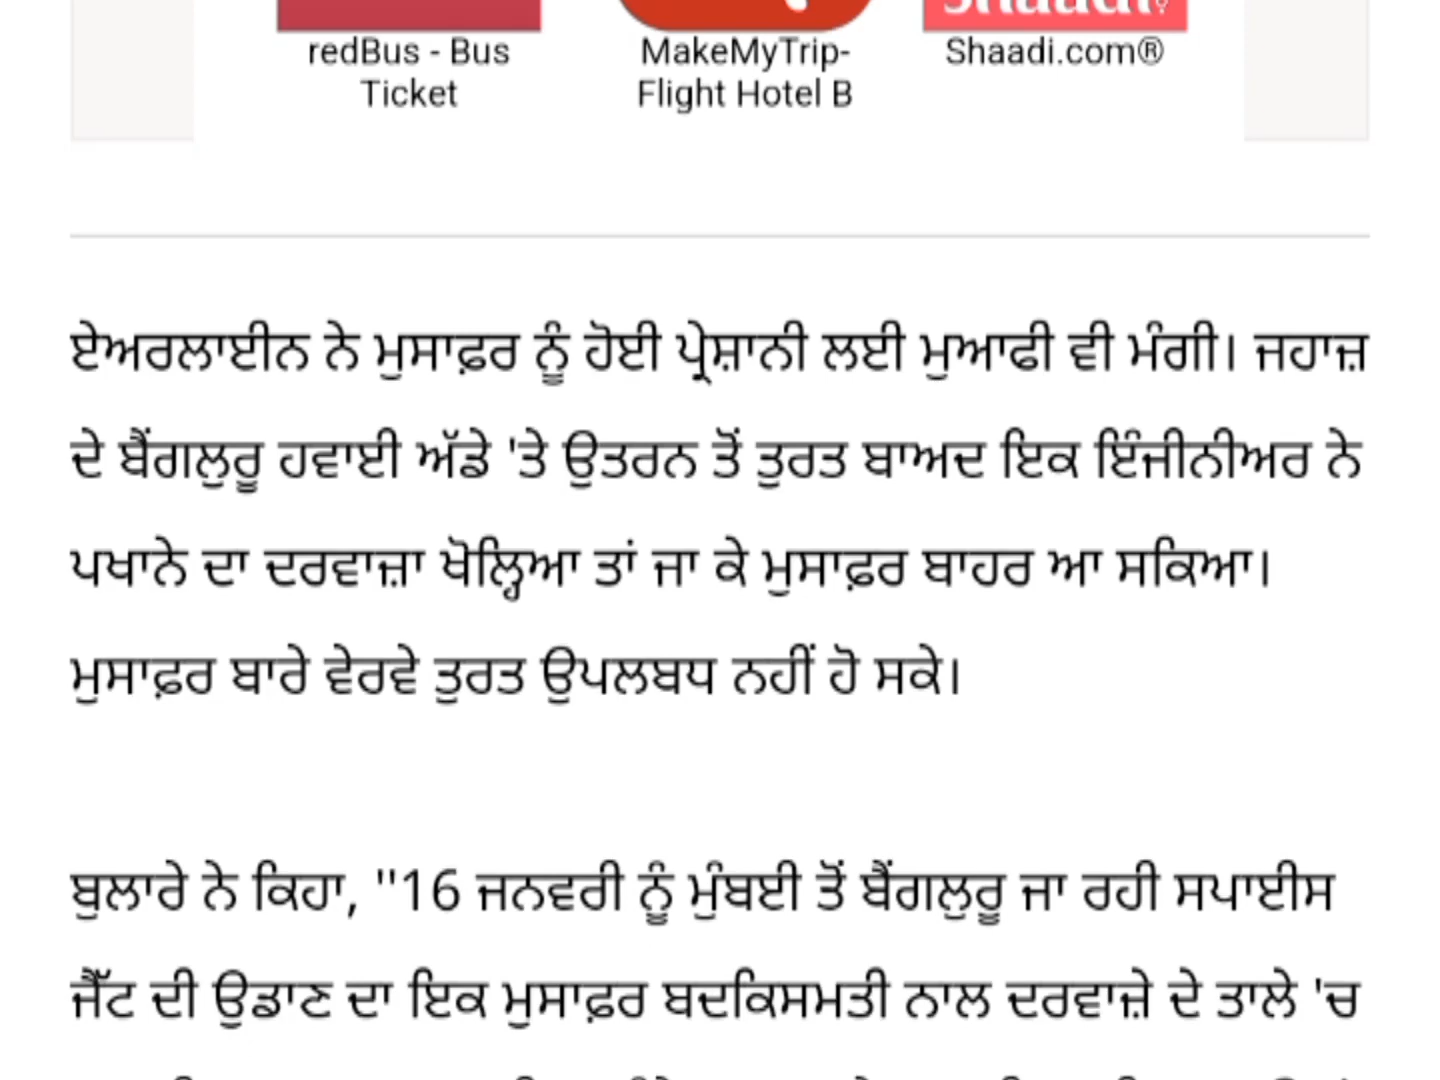 Shaadi
redBus - Bus
Ticket
MakeMyTrip-
Flight Hotel B
Shaadi.com®
ਏਅਰਲਾਈਨ ਨੇ ਮੁਸਾਫ਼ਰ ਨੂੰ ਹੋਈ ਪ੍ਰੇਸ਼ਾਨੀ ਲਈ ਮੁਆਫੀ ਵੀ ਮੰਗੀ। ਜਹਾਜ਼
ਦੇ ਬੈਂਗਲੁਰੂ ਹਵਾਈ ਅੱਡੇ 'ਤੇ ਉਤਰਨ ਤੋਂ ਤੁਰਤ ਬਾਅਦ ਇਕ ਇੰਜੀਨੀਅਰ ਨੇ
ਪਖਾਨੇ ਦਾ ਦਰਵਾਜ਼ਾ ਖੋਲ੍ਹਿਆ ਤਾਂ ਜਾ ਕੇ ਮੁਸਾਫ਼ਰ ਬਾਹਰ ਆ ਸਕਿਆ।
ਮੁਸਾਫ਼ਰ ਬਾਰੇ ਵੇਰਵੇ ਤੁਰਤ ਉਪਲਬਧ ਨਹੀਂ ਹੋ ਸਕੇ।
ਬੁਲਾਰੇ ਨੇ ਕਿਹਾ, ''16 ਜਨਵਰੀ ਨੂੰ ਮੁੰਬਈ ਤੋਂ ਬੈਂਗਲੁਰੂ ਜਾ ਰਹੀ ਸਪਾਈਸ
ਜੈੱਟ ਦੀ ਉਡਾਣ ਦਾ ਇਕ ਮੁਸਾਫ਼ਰ ਬਦਕਿਸਮਤੀ ਨਾਲ ਦਰਵਾਜ਼ੇ ਦੇ ਤਾਲੇ 'ਚ